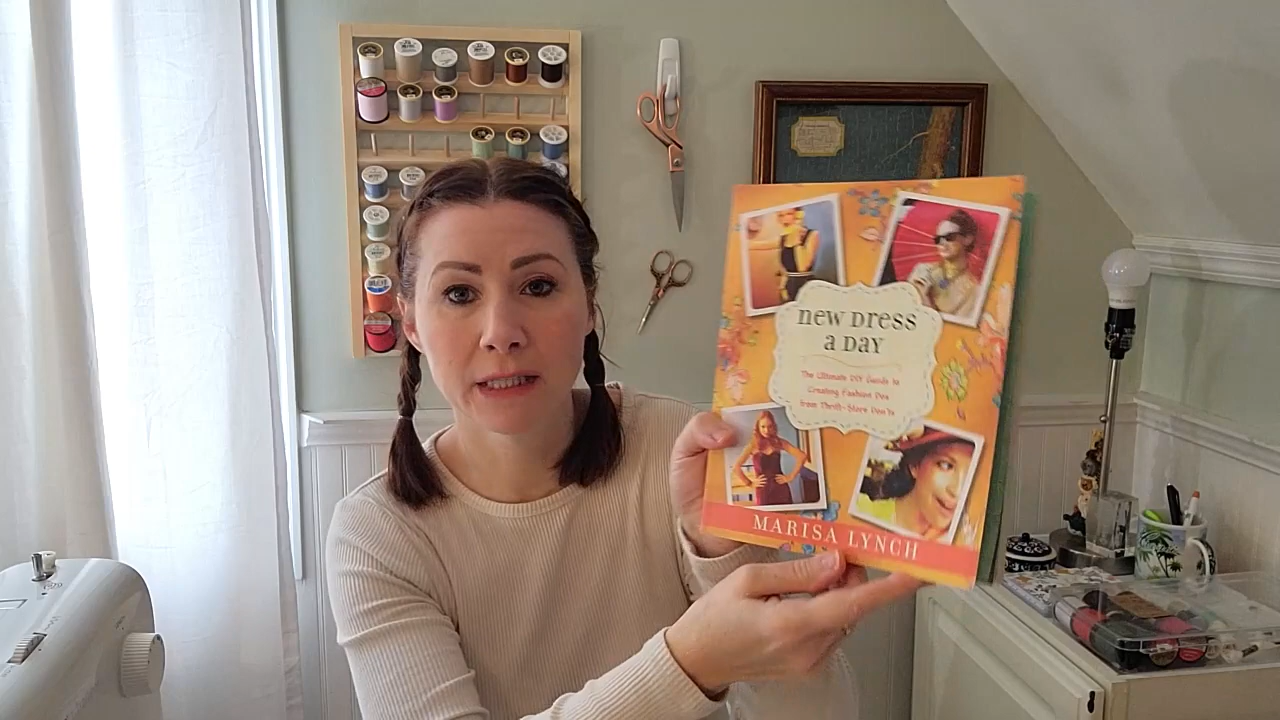 new Dress
a Day
The Ultimate DIY Guide to
Creating Fashion Dos
from Thrift-Store Don'ts
MARISA LYNCH